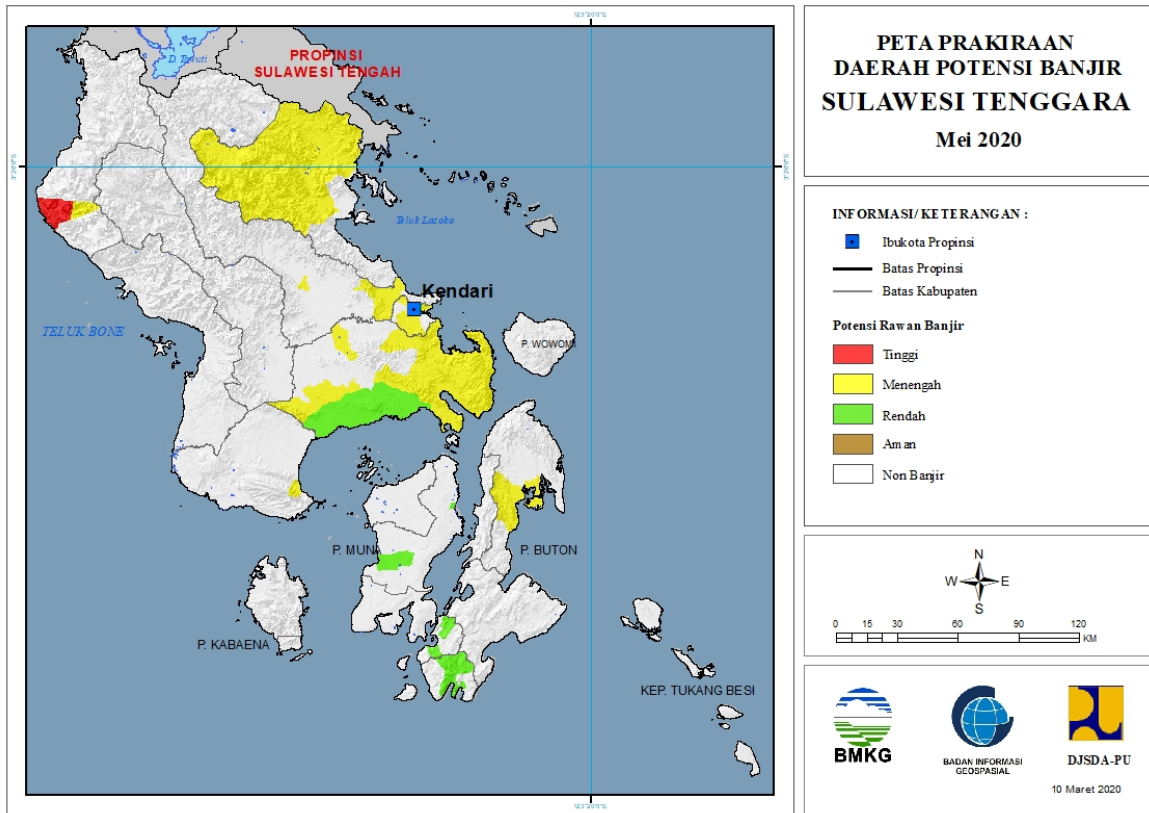 123°20'0"E
PROPINSI
SULAWESI TENGAH
Teluk Lasolo
Kendari
TELUK BONE
P. WOWONI
P. MUNA
P. BUTON
P. KABAENA
KEP. TUKANG BESI
PETA PRAKIRAAN
DAERAH POTENSI BANJIR
SULAWESI TENGGARA
Mei 2020
INFORMASI/KETERANGAN :
Ibukota Propinsi
Batas Propinsi
Batas Kabupaten
Potensi Rawan Banjir
Tinggi
Menengah
Rendah
Aman
Non Banjir
N
W E
S
0 15 30 60 90 120
KM
BMKG
BADAN INFORMASI
GEOSPASIAL
DJSDA-PU
10 Maret 2020